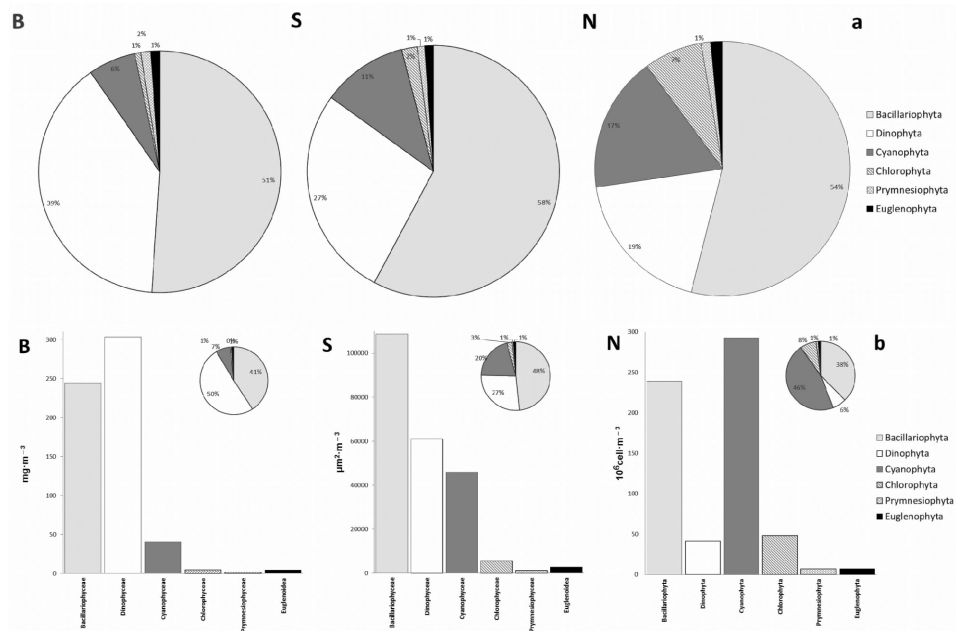 B
S
N
a
2%
1%
1%
6%
39%
51%
1%
1%
2%
11%
27%
58%
1%
7%
17%
19%
54%
Bacillariophyta
Dinophyta
Cyanophyta
Chlorophyta
Prymnesiophyta
Euglenophyta
B
mg·m⁻³
300
250
200
150
100
50
0
1%
0%
1%
7%
41%
50%
Bacillariophyceae
Dinophyceae
Cyanophyceae
Chlorophyceae
Prymnesiophyceae
Euglenoidea
S
μm²·m⁻³
100000
80000
60000
40000
20000
0
3%
1%
1%
20%
48%
27%
Bacillariophyceae
Dinophyceae
Cyanophyceae
Chlorophyceae
Prymnesiophyceae
Euglenoidea
N
b
10⁶cell·m⁻³
300
250
200
150
100
50
0
8%
1%
1%
38%
46%
6%
Bacillariophyta
Dinophyta
Cyanophyta
Chlorophyta
Prymnesiophyta
Euglenophyta
Bacillariophyta
Dinophyta
Cyanophyta
Chlorophyta
Prymnesiophyta
Euglenophyta